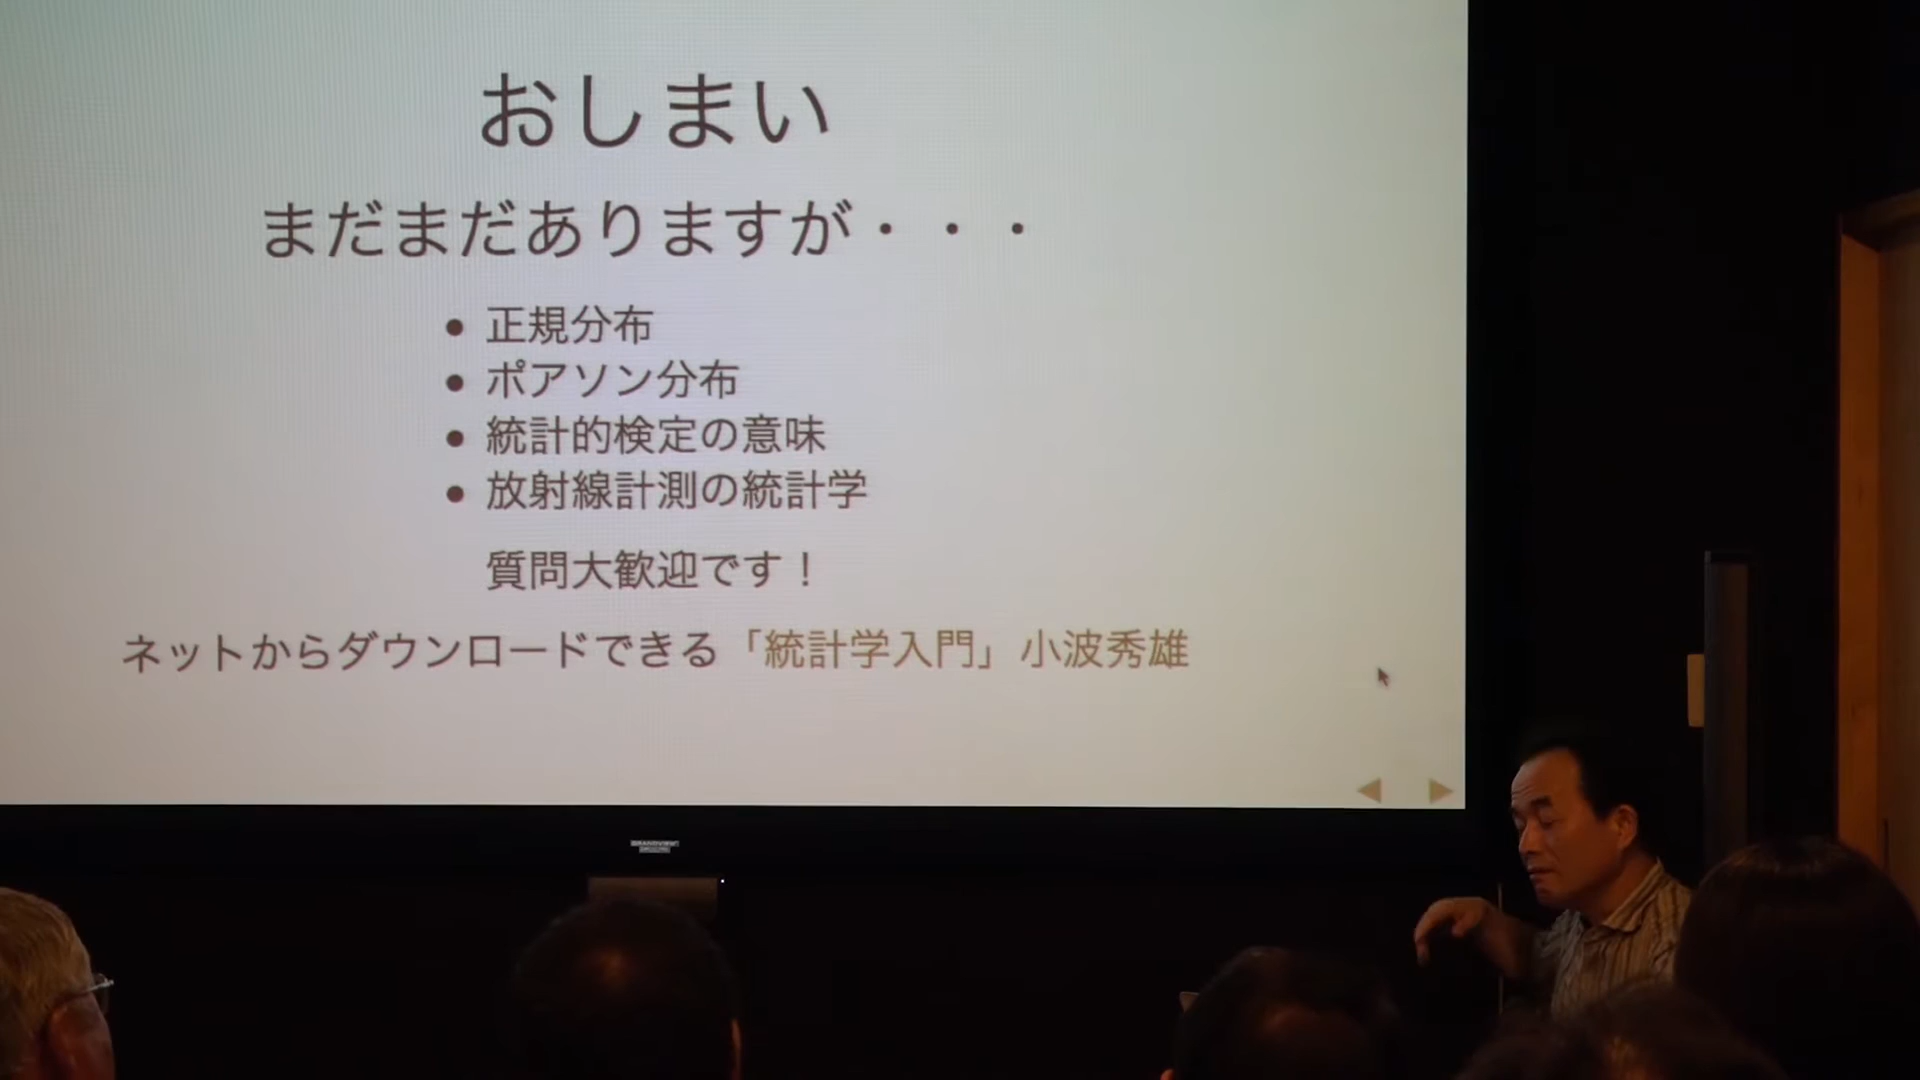 おしまい
まだまだありますが・・・
• 正規分布
• ポアソン分布
• 統計的検定の意味
• 放射線計測の統計学
質問大歓迎です！
ネットからダウンロードできる「統計学入門」小波秀雄
GRANDVIEW